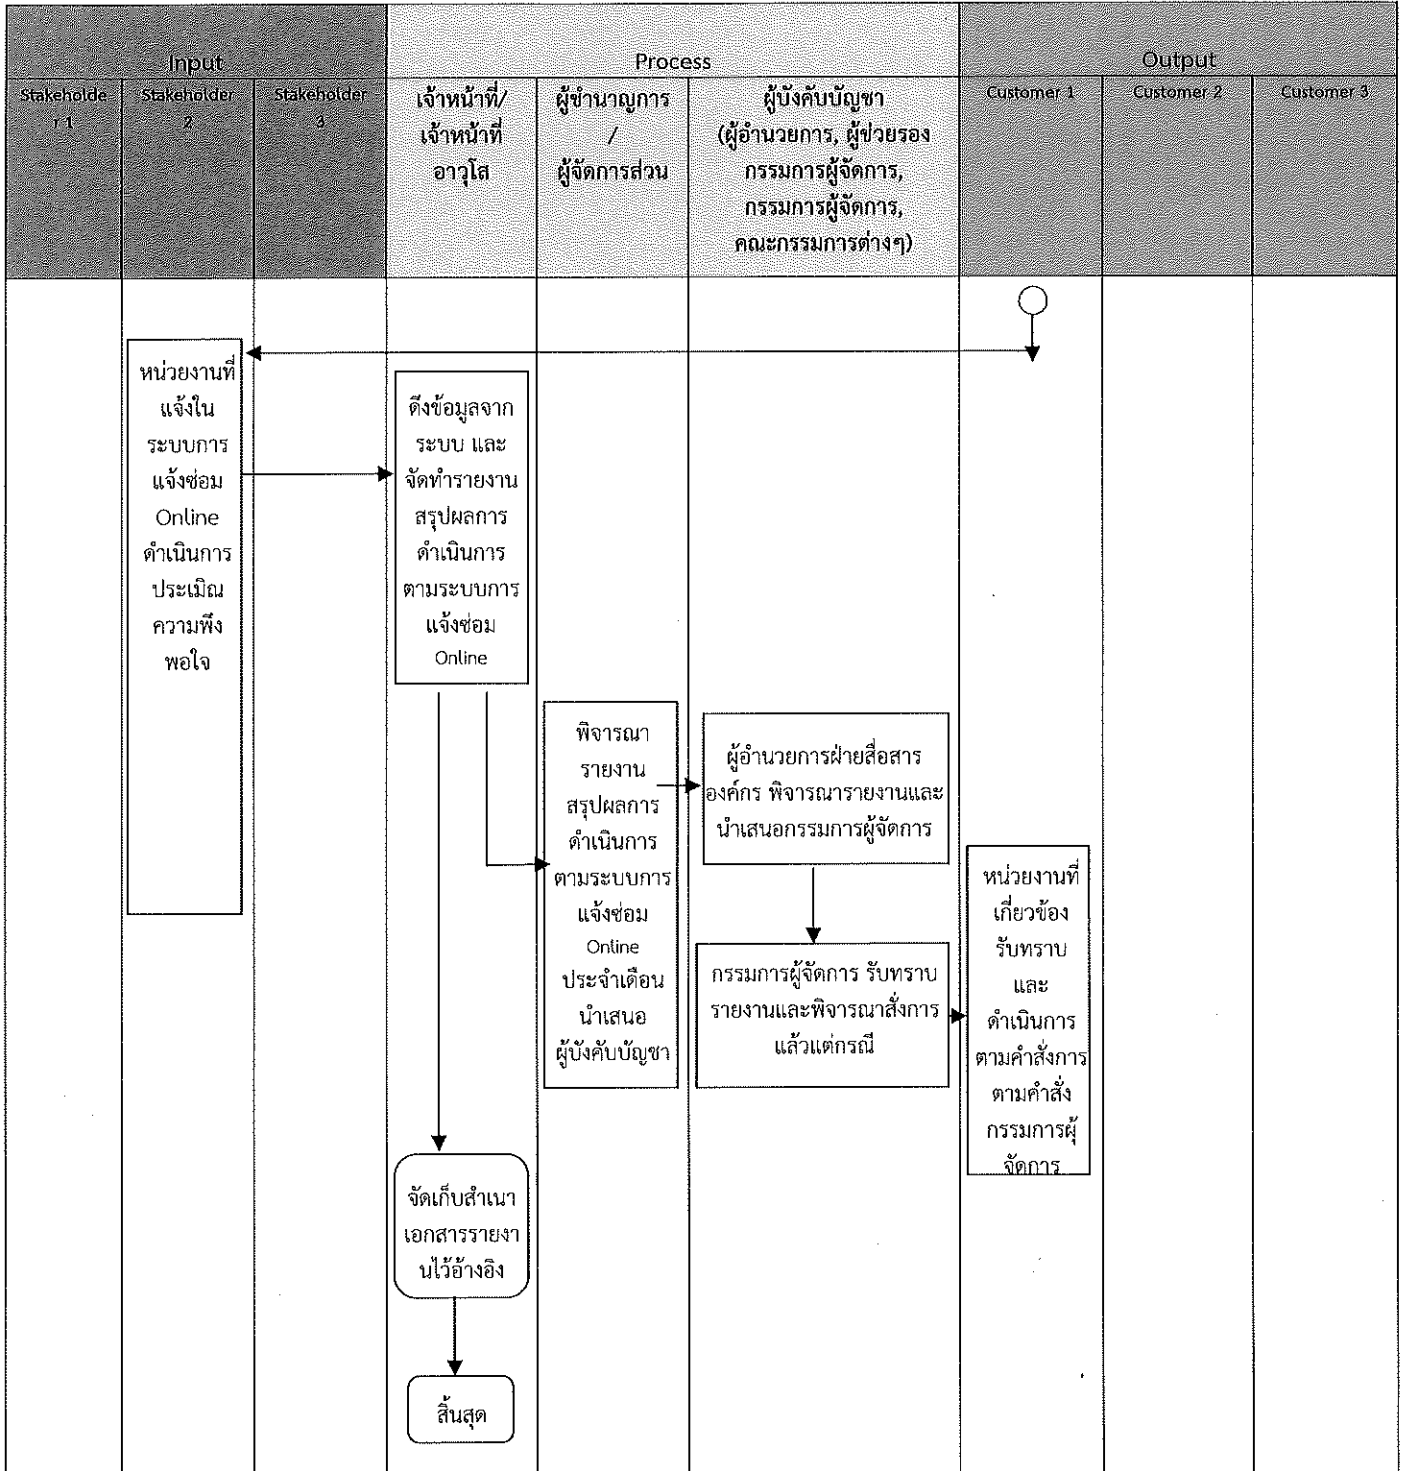 Input
Process
Output
Stakeholde
r 1
Stakeholder
2
Stakeholder
3
เจ้าหน้าที่/
เจ้าหน้าที่
อาวุโส
ผู้ชำนาญการ
/
ผู้จัดการส่วน
ผู้บังคับบัญชา
(ผู้อำนวยการ, ผู้ช่วยรอง
กรรมการผู้จัดการ,
กรรมการผู้จัดการ,
คณะกรรมการต่างๆ)
Customer 1
Customer 2
Customer 3
หน่วยงานที่
แจ้งใน
ระบบการ
แจ้งซ่อม
Online
ดำเนินการ
ประเมิณ
ความพึง
พอใจ
ดึงข้อมูลจาก
ระบบ และ
จัดทำรายงาน
สรุปผลการ
ดำเนินการ
ตามระบบการ
แจ้งซ่อม
Online
พิจารณา
รายงาน
สรุปผลการ
ดำเนินการ
ตามระบบการ
แจ้งซ่อม
Online
ประจำเดือน
นำเสนอ
ผู้บังคับบัญชา
ผู้อำนวยการฝ่ายสื่อสาร
องค์กร พิจารณารายงานและ
นำเสนอกรรมการผู้จัดการ
กรรมการผู้จัดการ รับทราบ
รายงานและพิจารณาสั่งการ
แล้วแต่กรณี
หน่วยงานที่
เกี่ยวข้อง
รับทราบ
และ
ดำเนินการ
ตามคำสั่งการ
ตามคำสั่ง
กรรมการผุ้
จัดการ
จัดเก็บสำเนา
เอกสารรายงา
นไว้อ้างอิง
สิ้นสุด